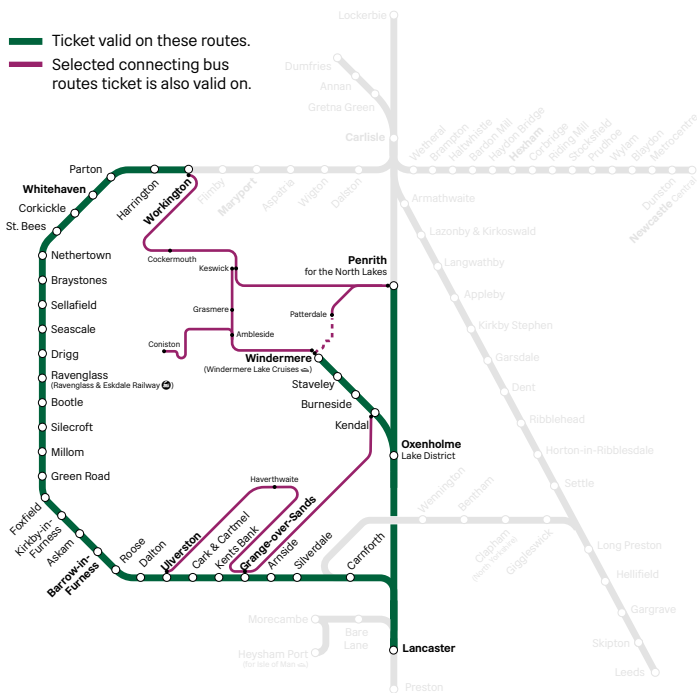 Ticket valid on these routes.
Selected connecting bus
routes ticket is also valid on.
Lockerbie
Dumfries
Annan
Gretna Green
Carlisle
Wetheral
Brampton
Haltwhistle
Bardon Mill
Haydon Bridge
Hexham
Corbridge
Riding Mill
Stocksfield
Prudhoe
Wylam
Blaydon
Metro-centre
Dunston
Newcastle Central
Parton
Harrington
Workington
Flimby
Maryport
Aspatria
Wigton
Dalston
Whitehaven
Corkickle
St. Bees
Nethertown
Braystones
Sellafield
Seascale
Drigg
Ravenglass
(Ravenglass & Eskdale Railway)
Bootle
Silecroft
Millom
Green Road
Foxfield
Kirkby-in-
Furness
Askam
Barrow-in-
Furness
Roose
Dalton
Ulverston
Cark & Cartmel
Kents Bank
Grange-over-Sands
Arnside
Silverdale
Carnforth
Haverthwaite
Cockermouth
Keswick
Grasmere
Ambleside
Coniston
Patterdale
Penrith
for the North Lakes
Windermere
(Windermere Lake Cruises)
Staveley
Burneside
Kendal
Oxenholme
Lake District
Lancaster
Morecambe
Bare
Lane
Heysham Port
(for Isle of Man)
Preston
Armathwaite
Lazonby & Kirkoswald
Langwathby
Appleby
Kirkby Stephen
Garsdale
Dent
Ribblehead
Horton-in-Ribblesdale
Settle
Wennington
Bentham
Clapham
(North Yorkshire)
Giggleswick
Long Preston
Hellifield
Gargrave
Skipton
Leeds